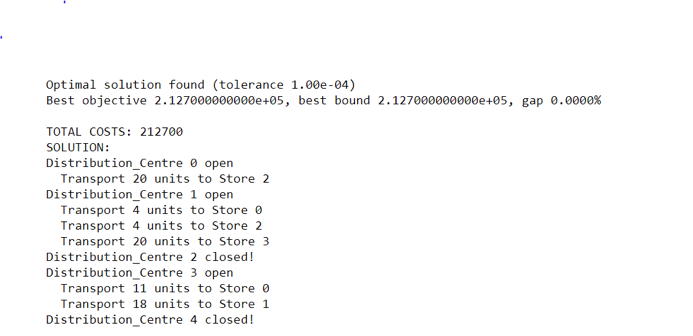 Optimal solution found (tolerance 1.00e-04)
Best objective 2.127000000000e+05, best bound 2.127000000000e+05, gap 0.0000%
TOTAL COSTS: 212700
SOLUTION:
Distribution_Centre 0 open
Transport 20 units to Store 2
Distribution_Centre 1 open
Transport 4 units to Store 0
Transport 4 units to Store 2
Transport 20 units to Store 3
Distribution_Centre 2 closed!
Distribution_Centre 3 open
Transport 11 units to Store 0
Transport 18 units to Store 1
Distribution_Centre 4 closed!